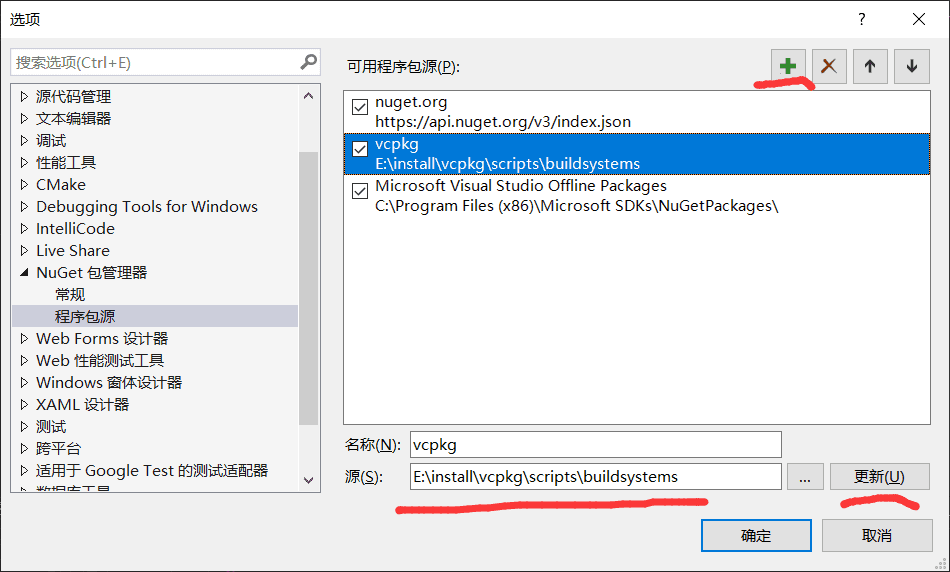 选项
?
搜索选项(Ctrl+E)
源代码管理
文本编辑器
调试
性能工具
CMake
Debugging Tools for Windows
IntelliCode
Live Share
NuGet 包管理器
常规
程序包源
Web Forms 设计器
Web 性能测试工具
Windows 窗体设计器
XAML 设计器
测试
跨平台
适用于 Google Test 的测试适配器
数据库工具
可用程序包源(P):
nuget.org
https://api.nuget.org/v3/index.json
vcpkg
E:\install\vcpkg\scripts\buildsystems
Microsoft Visual Studio Offline Packages
C:\Program Files (x86)\Microsoft SDKs\NuGetPackages\
名称(N): vcpkg
源(S): E:\install\vcpkg\scripts\buildsystems ... 更新(U)
确定 取消